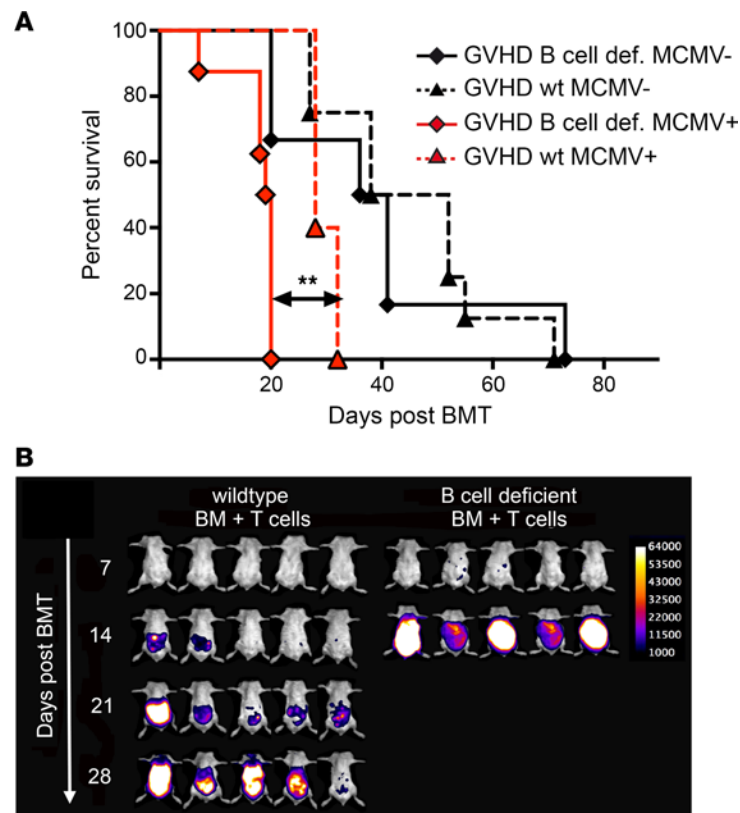 A
100
80
60
40
20
0
Percent survival
20 40 60 80
Days post BMT
GVHD B cell def. MCMV-
GVHD wt MCMV-
GVHD B cell def. MCMV+
GVHD wt MCMV+
**
B
wildtype
BM + T cells
B cell deficient
BM + T cells
Days post BMT
7
14
21
28
64000
53500
43000
32500
22000
11500
1000